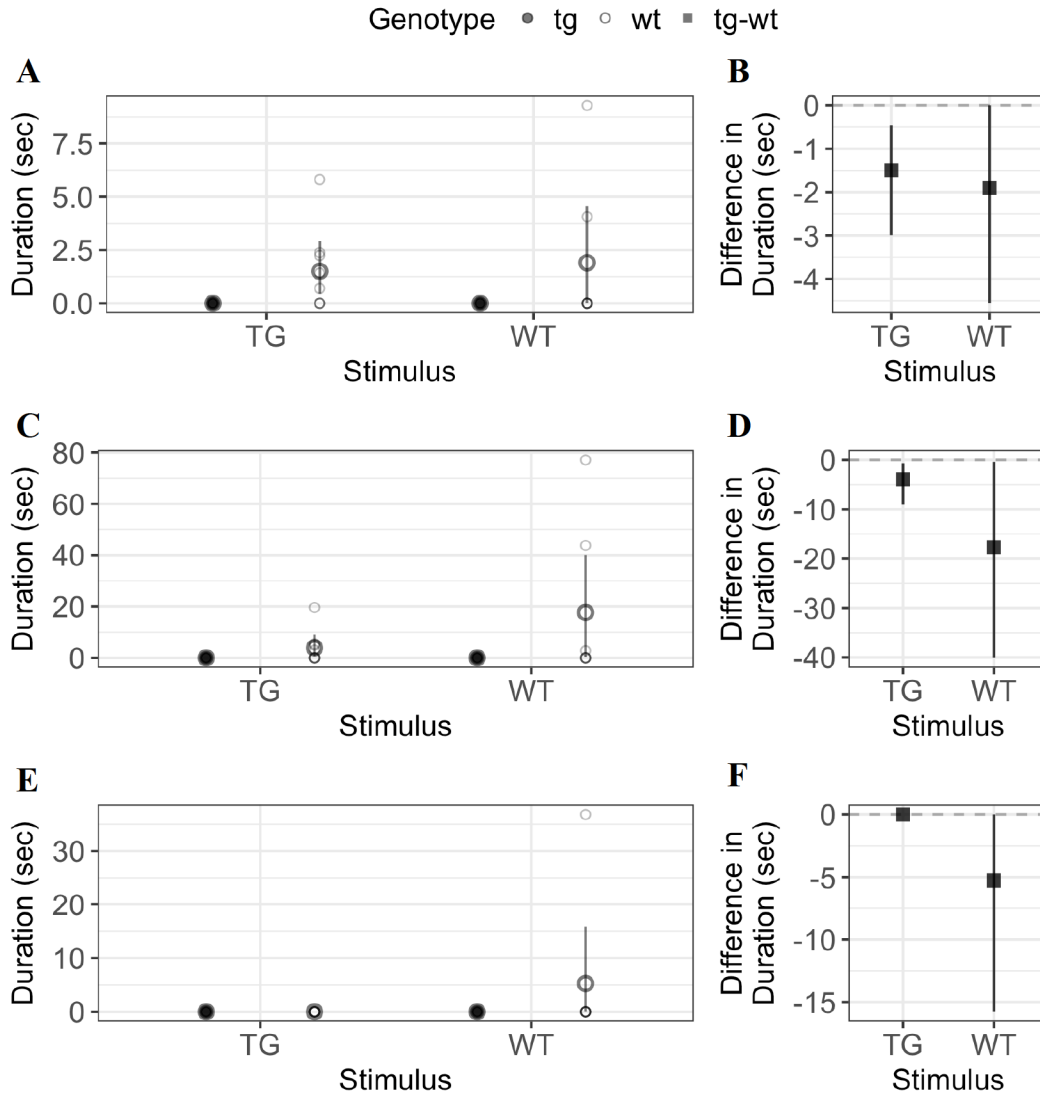 Genotype tg wt tg-wt
A
Duration (sec)
7.5
5.0
2.5
0.0
TG WT
Stimulus
B
Difference in
Duration (sec)
0
-1
-2
-3
-4
TG WT
Stimulus
C
Duration (sec)
80
60
40
20
0
TG WT
Stimulus
D
Difference in
Duration (sec)
0
-10
-20
-30
-40
TG WT
Stimulus
E
Duration (sec)
30
20
10
0
TG WT
Stimulus
F
Difference in
Duration (sec)
0
-5
-10
-15
TG WT
Stimulus